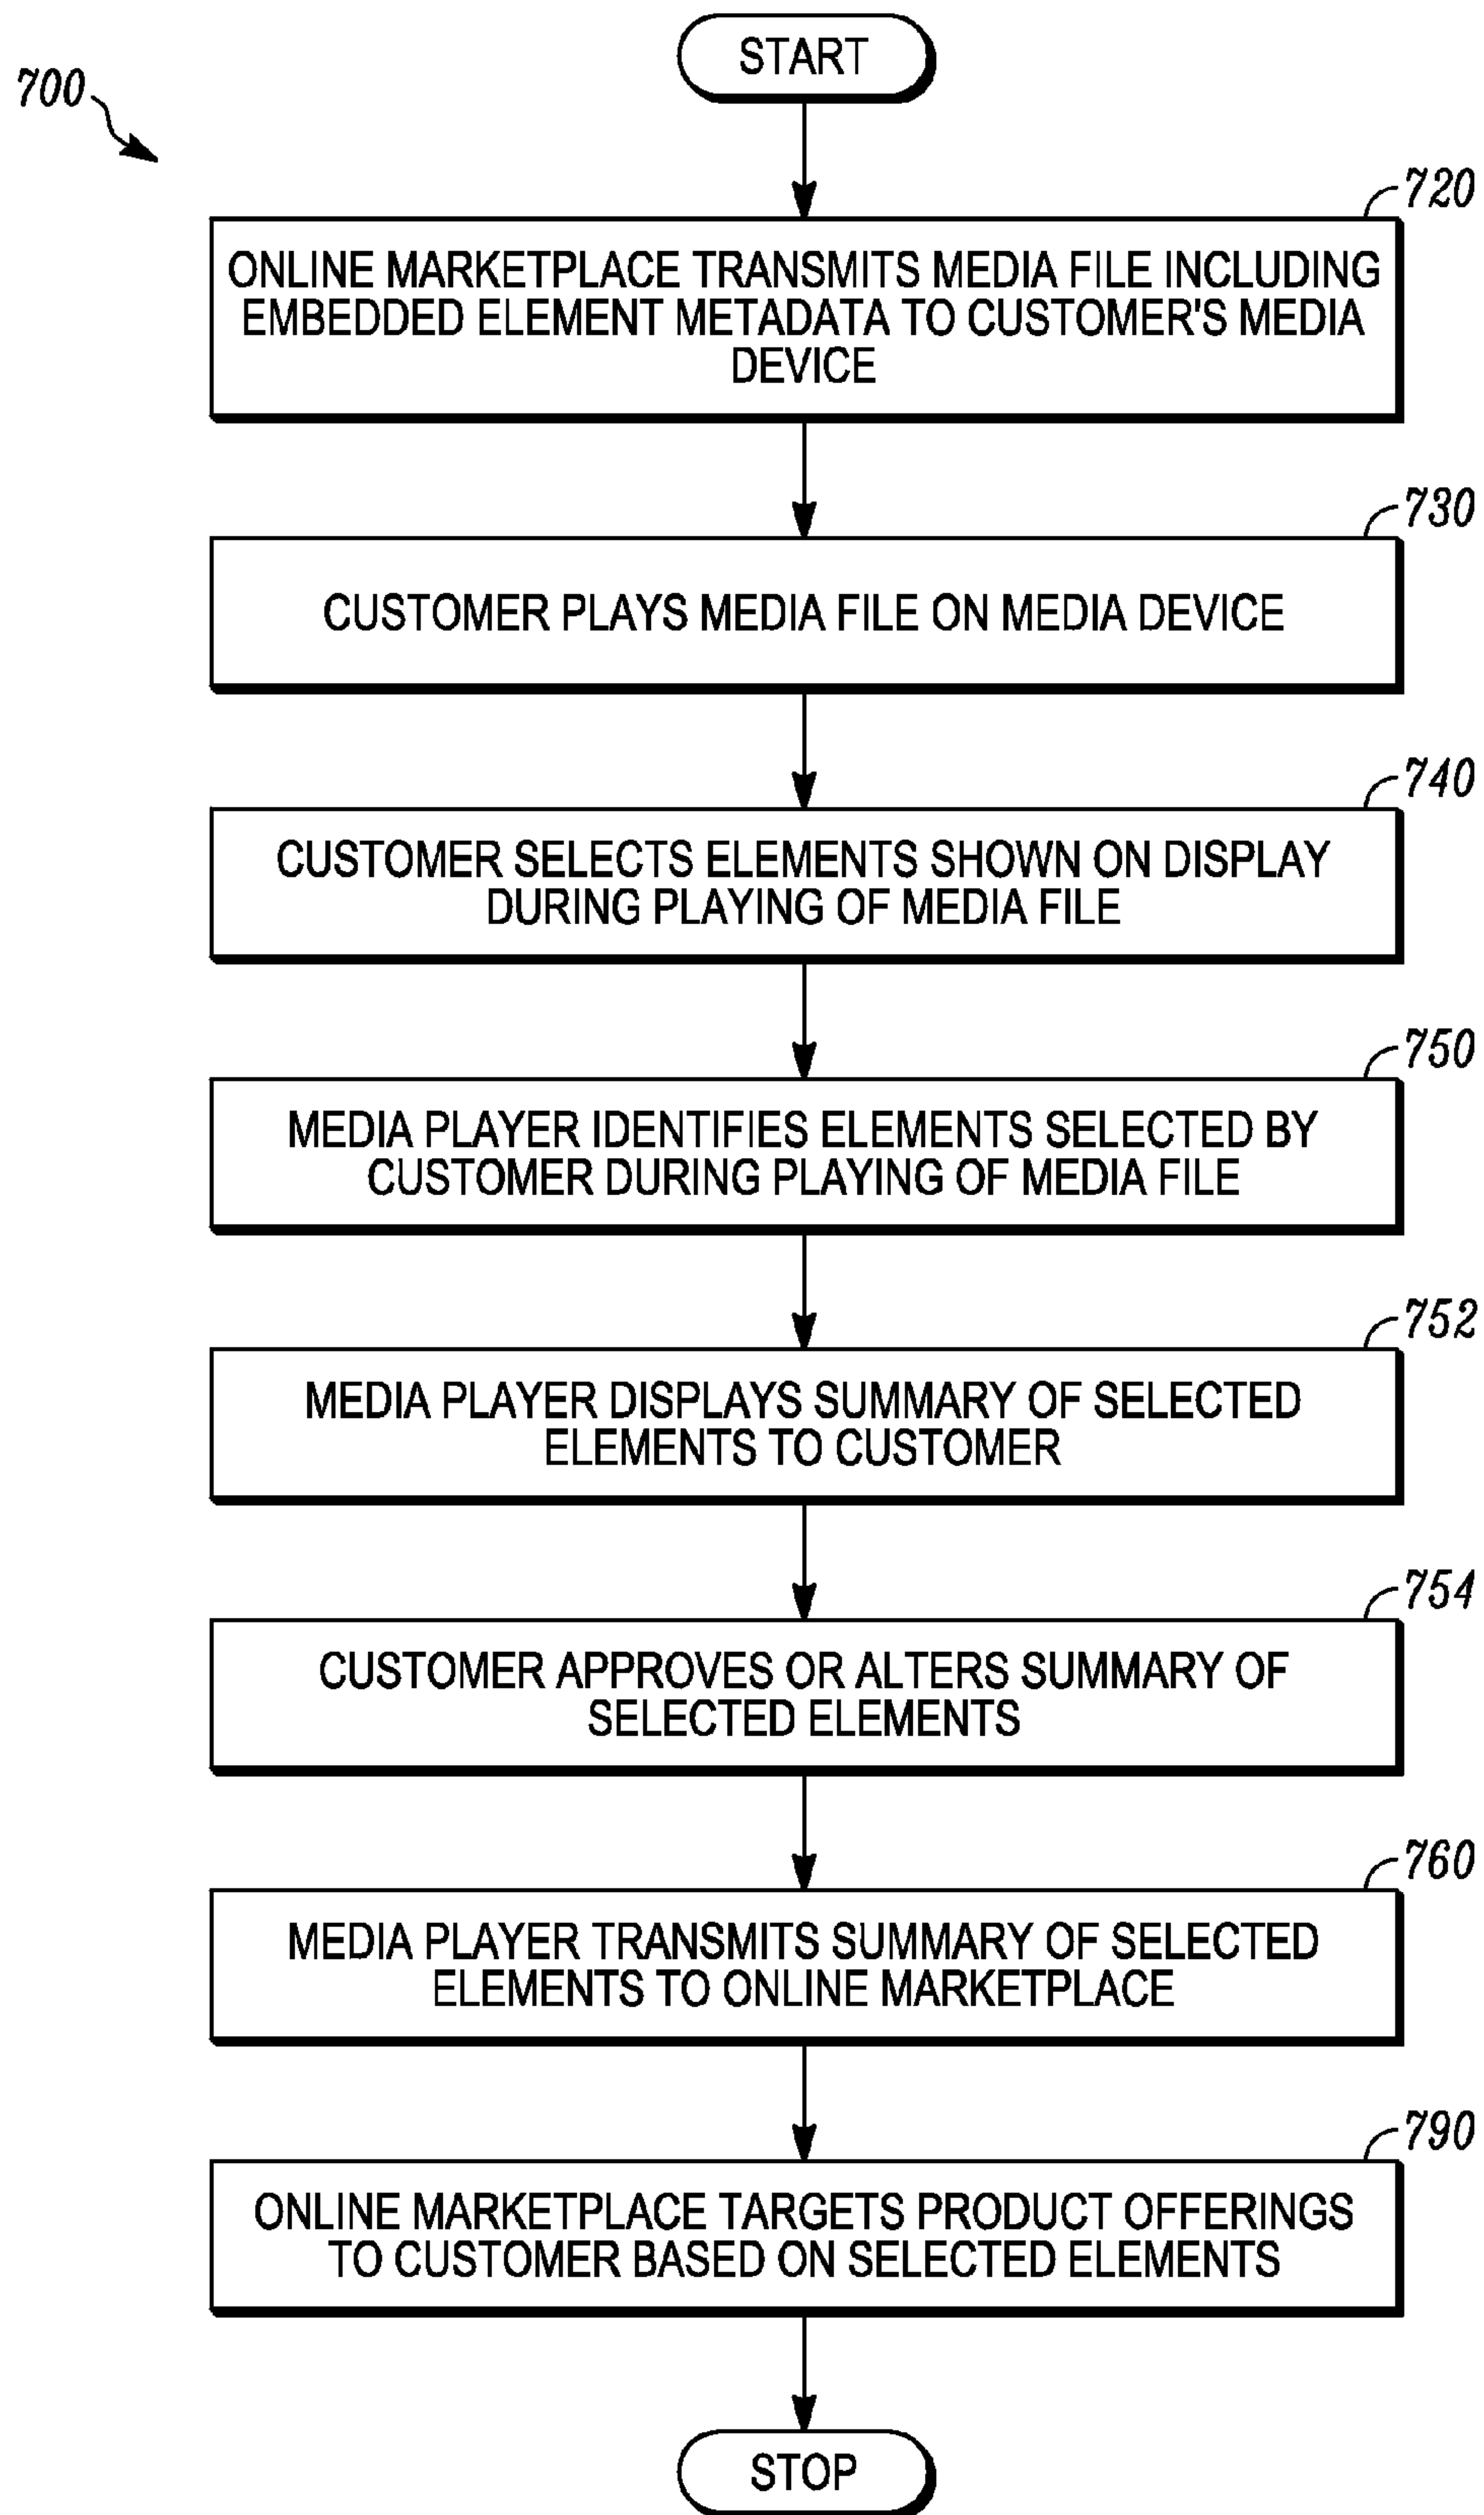 START
700
720
ONLINE MARKETPLACE TRANSMITS MEDIA FILE INCLUDING
EMBEDDED ELEMENT METADATA TO CUSTOMER'S MEDIA
DEVICE
730
CUSTOMER PLAYS MEDIA FILE ON MEDIA DEVICE
740
CUSTOMER SELECTS ELEMENTS SHOWN ON DISPLAY
DURING PLAYING OF MEDIA FILE
750
MEDIA PLAYER IDENTIFIES ELEMENTS SELECTED BY
CUSTOMER DURING PLAYING OF MEDIA FILE
752
MEDIA PLAYER DISPLAYS SUMMARY OF SELECTED
ELEMENTS TO CUSTOMER
754
CUSTOMER APPROVES OR ALTERS SUMMARY OF
SELECTED ELEMENTS
760
MEDIA PLAYER TRANSMITS SUMMARY OF SELECTED
ELEMENTS TO ONLINE MARKETPLACE
790
ONLINE MARKETPLACE TARGETS PRODUCT OFFERINGS
TO CUSTOMER BASED ON SELECTED ELEMENTS
STOP